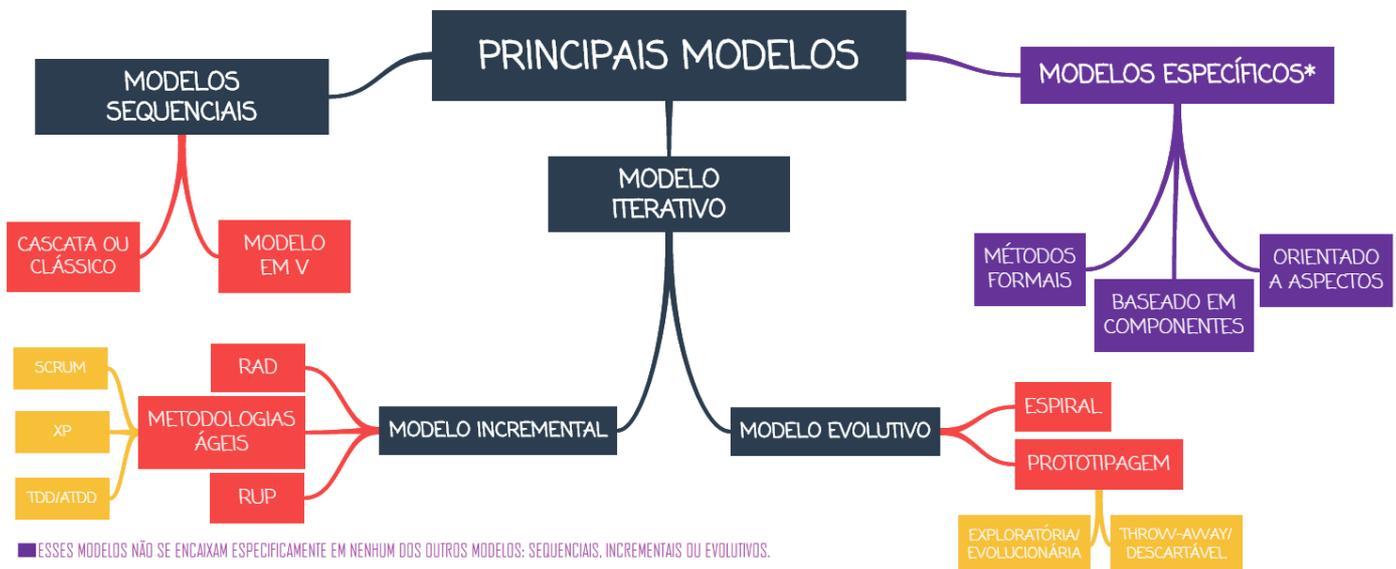 PRINCIPAIS MODELOS
MODELOS
SEQUENCIAIS
MODELOS ESPECÍFICOS*
MODELO
ITERATIVO
CASCATA OU
CLÁSSICO
MODELO
EM V
MÉTODOS
FORMAIS
BASEADO EM
COMPONENTES
ORIENTADO
A ASPECTOS
SCRUM
XP
TDD/ATDD
RAD
METODOLOGIAS
ÁGEIS
RUP
MODELO INCREMENTAL
MODELO EVOLUTIVO
ESPIRAL
PROTOTIPAGEM
EXPLORATÓRIA/
EVOLUCIONÁRIA
THROW-AWAY/
DESCARTÁVEL
ESSES MODELOS NÃO SE ENCAIXAM ESPECIFICAMENTE EM NENHUM DOS OUTROS MODELOS: SEQUENCIAIS, INCREMENTAIS OU EVOLUTIVOS.